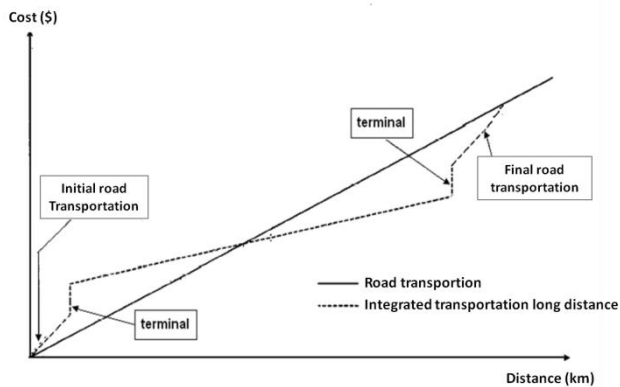 Cost ($)
terminal
Final road
transportation
Initial road
Transportation
Road transportion
Integrated transportation long distance
terminal
Distance (km)